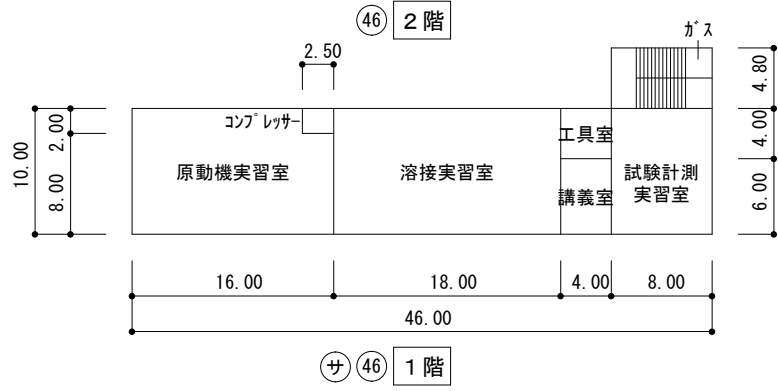 ㊻ 2階
ガス
2.50
4.80
コンプレッサー
工具室
2.00
4.00
10.00
原動機実習室
溶接実習室
試験計測
実習室
講義室
8.00
6.00
16.00
18.00
4.00
8.00
46.00
㋚ ㊻ 1階